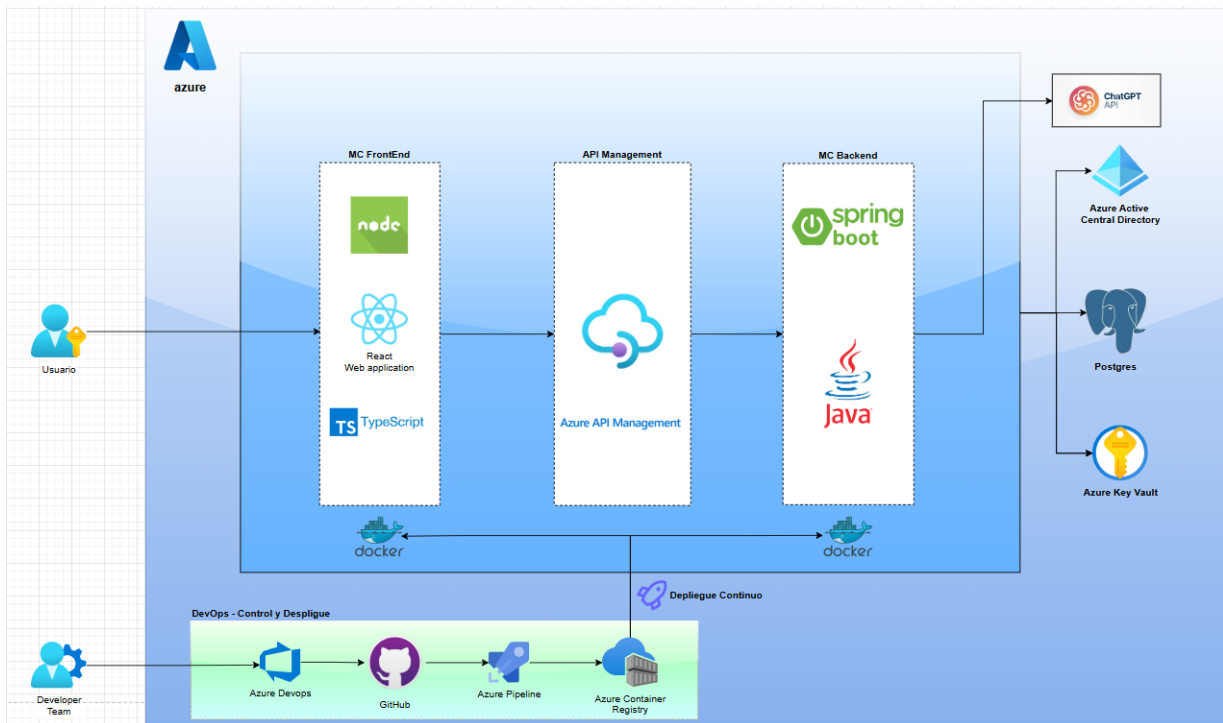 azure
MC FrontEnd
API Management
MC Backend
ChatGPT
API
node
spring
boot
Azure Active
Central Directory
React
Web application
Usuario
Postgres
TS TypeScript
Azure API Management
Java
Azure Key Vault
docker
docker
Depliegue Continuo
DevOps - Control y Despligue
Azure Devops
GitHub
Azure Pipeline
Azure Container
Registry
Developer
Team